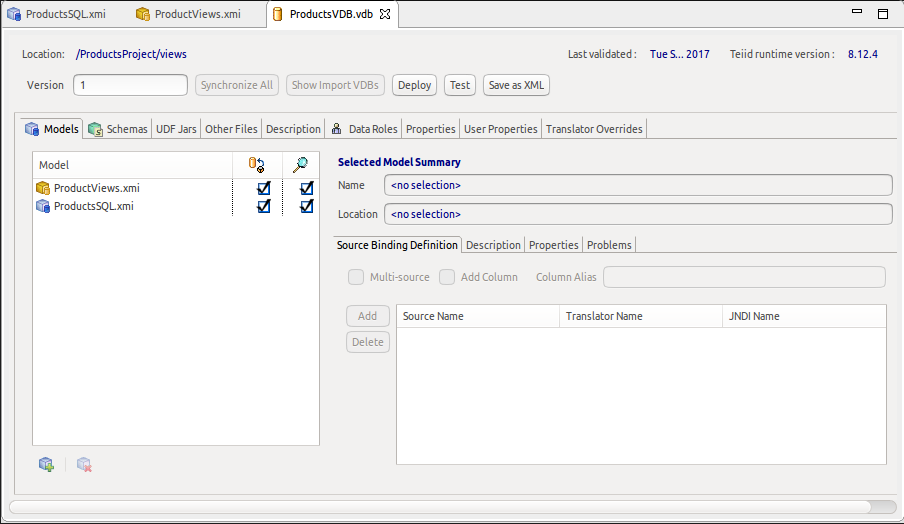 ProductsSQL.xmi ProductViews.xmi ProductsVDB.vdb
Location: /ProductsProject/views Last validated : Tue S... 2017 Teiid runtime version : 8.12.4
Version 1 Synchronize All Show Import VDBs Deploy Test Save as XML
Models Schemas UDF Jars Other Files Description Data Roles Properties User Properties Translator Overrides
Model
ProductViews.xmi
ProductsSQL.xmi
Selected Model Summary
Name <no selection>
Location <no selection>
Source Binding Definition Description Properties Problems
Multi-source Add Column Column Alias
Add
Delete
Source Name Translator Name JNDI Name